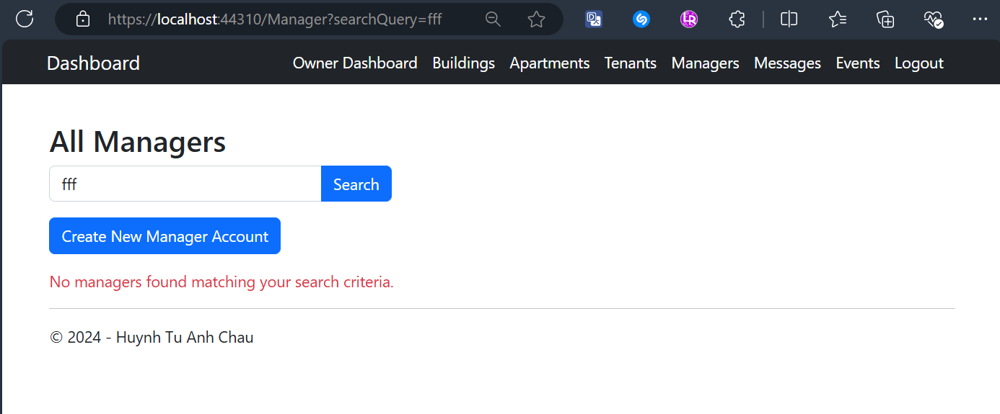 https://localhost:44310/Manager?searchQuery=fff
Dashboard Owner Dashboard Buildings Apartments Tenants Managers Messages Events Logout
All Managers
fff Search
Create New Manager Account
No managers found matching your search criteria.
© 2024 - Huynh Tu Anh Chau